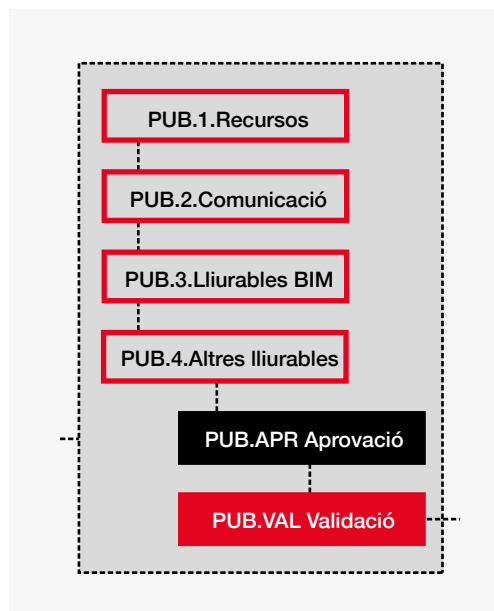 PUB.1.Recursos
PUB.2.Comunicació
PUB.3.Lliurables BIM
PUB.4.Altres lliurables
PUB.APR Aprovació
PUB.VAL Validació